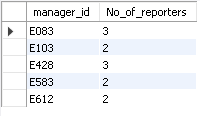 manager_id No_of_reporters
E083 3
E103 2
E428 3
E583 2
E612 2